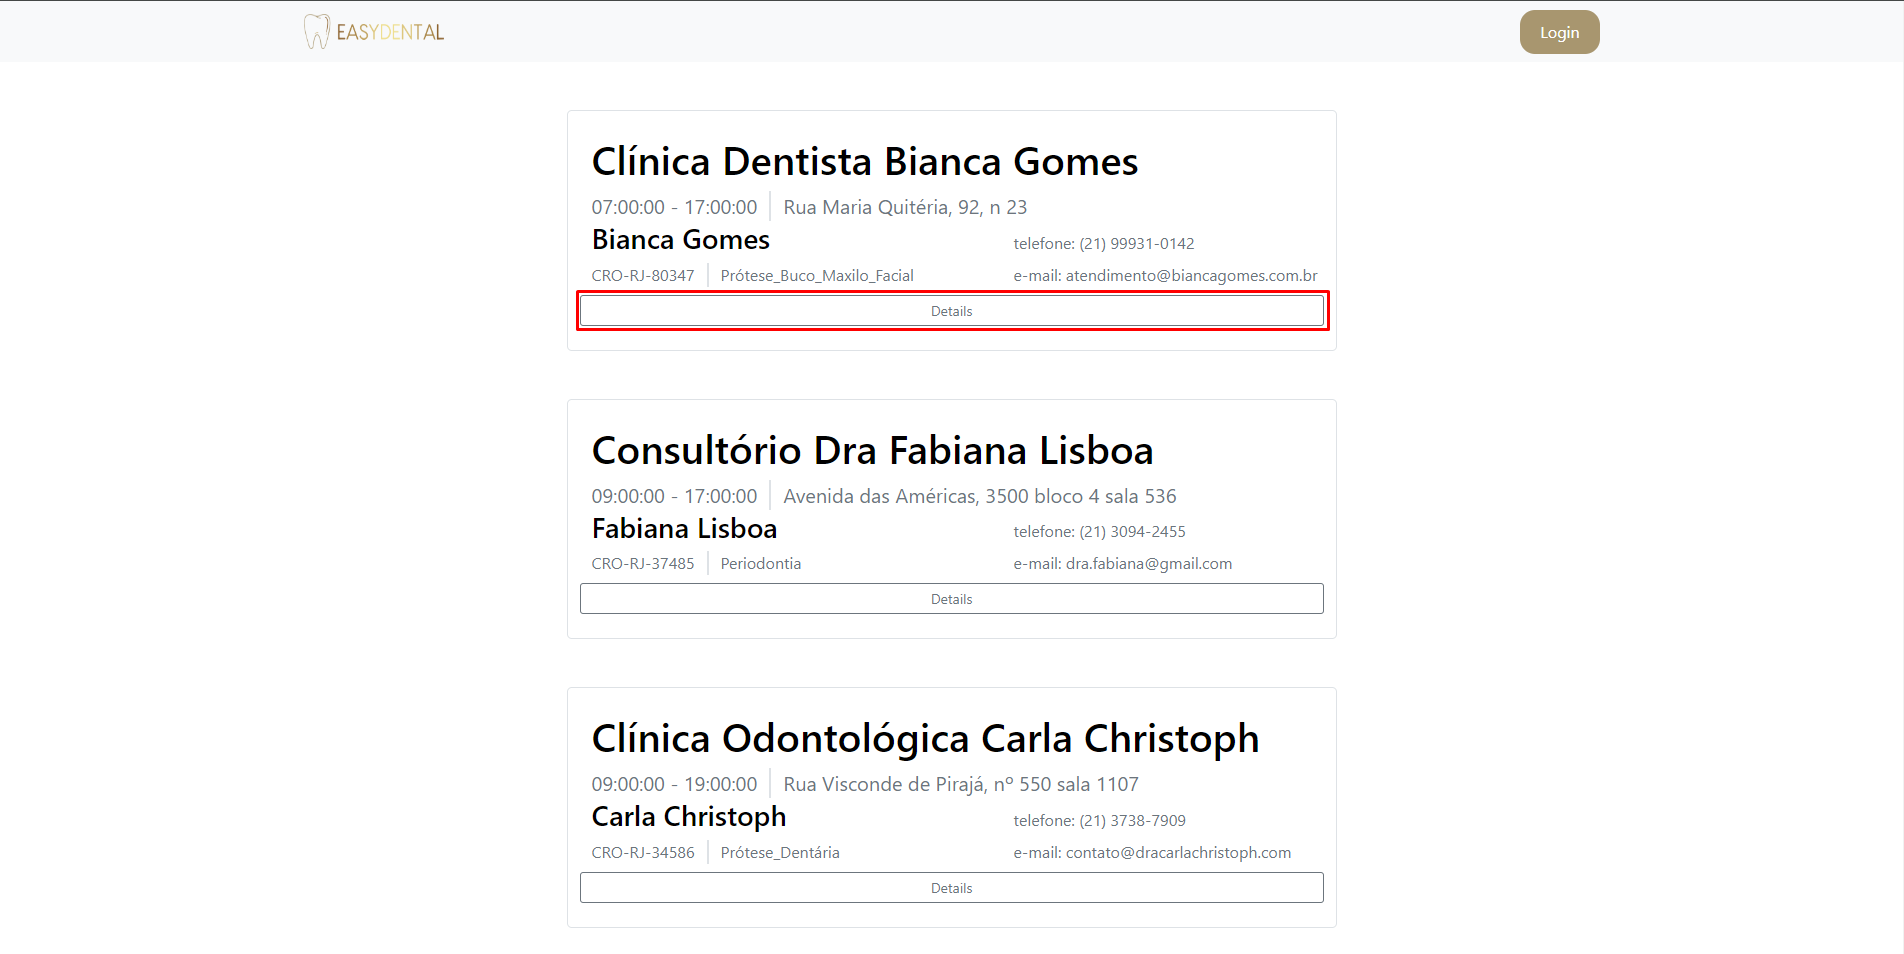 EASYDENTAL
Login
Clínica Dentista Bianca Gomes
07:00:00 - 17:00:00 Rua Maria Quitéria, 92, n 23
Bianca Gomes telefone: (21) 99931-0142
CRO-RJ-80347 Prótese_Buco_Maxilo_Facial e-mail: atendimento@biancagomes.com.br
Details
Consultório Dra Fabiana Lisboa
09:00:00 - 17:00:00 Avenida das Américas, 3500 bloco 4 sala 536
Fabiana Lisboa telefone: (21) 3094-2455
CRO-RJ-37485 Periodontia e-mail: dra.fabiana@gmail.com
Details
Clínica Odontológica Carla Christoph
09:00:00 - 19:00:00 Rua Visconde de Pirajá, nº 550 sala 1107
Carla Christoph telefone: (21) 3738-7909
CRO-RJ-34586 Prótese_Dentária e-mail: contato@dracarlachristoph.com
Details